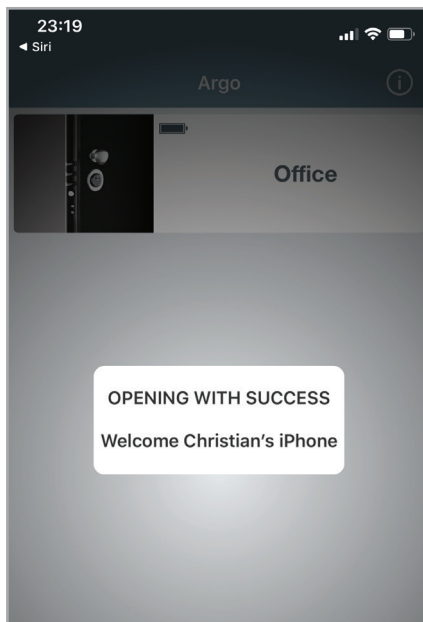 23:19
◄ Siri
Argo
Office
OPENING WITH SUCCESS
Welcome Christian's iPhone